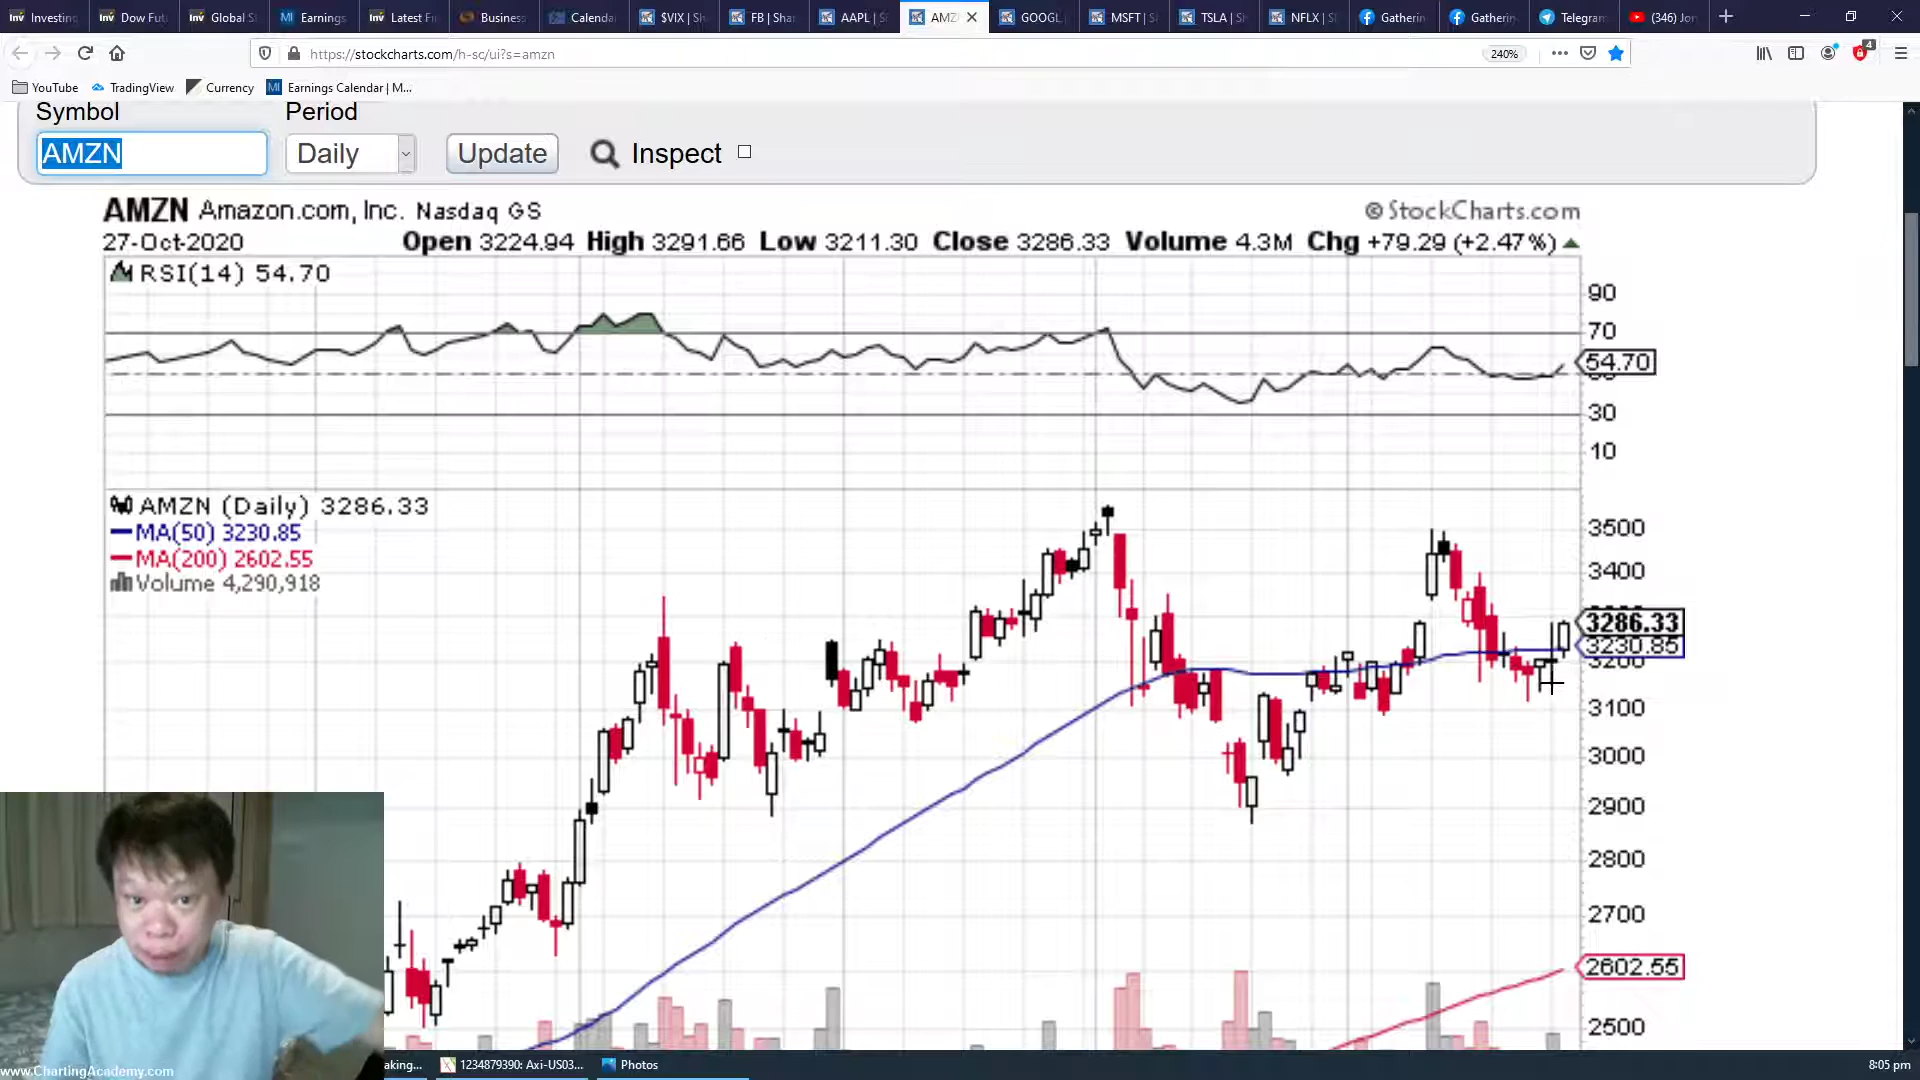 Investing
Dow Futu
Global S
Earnings
Latest Fi
Business
Calenda
$VIX | Sh
FB | Shar
AAPL | S
AMZ
GOOGL
MSFT | S
TSLA | Sh
NFLX | S
Gatherin
Gatherin
Telegram
(346) Jon
https://stockcharts.com/h-sc/ui?s=amzn
240%
4
YouTube
TradingView
Currency
Earnings Calendar | M...
Symbol
Period
AMZN
Daily
Update
Inspect
AMZN Amazon.com, Inc. Nasdaq GS
© StockCharts.com
27-Oct-2020
Open 3224.94 High 3291.66 Low 3211.30 Close 3286.33 Volume 4.3M Chg +79.29 (+2.47%)
RSI(14) 54.70
90
70
54.70
30
10
AMZN (Daily) 3286.33
MA(50) 3230.85
MA(200) 2602.55
Volume 4,290,918
3500
3400
3286.33
3230.85
3200
3100
3000
2900
2800
2700
2602.55
2500
www.ChartingAcademy.com
aking...
1234879390: Axi-US03...
Photos
8:05 pm